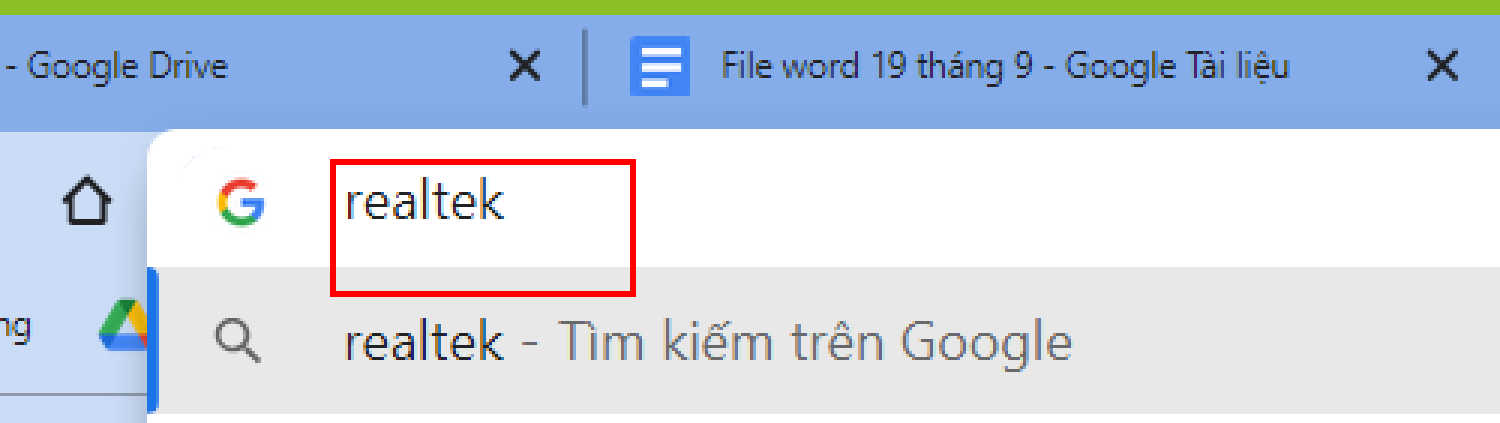 - Google Drive
File word 19 tháng 9 - Google Tài liệu
realtek
ng
realtek - Tìm kiếm trên Google